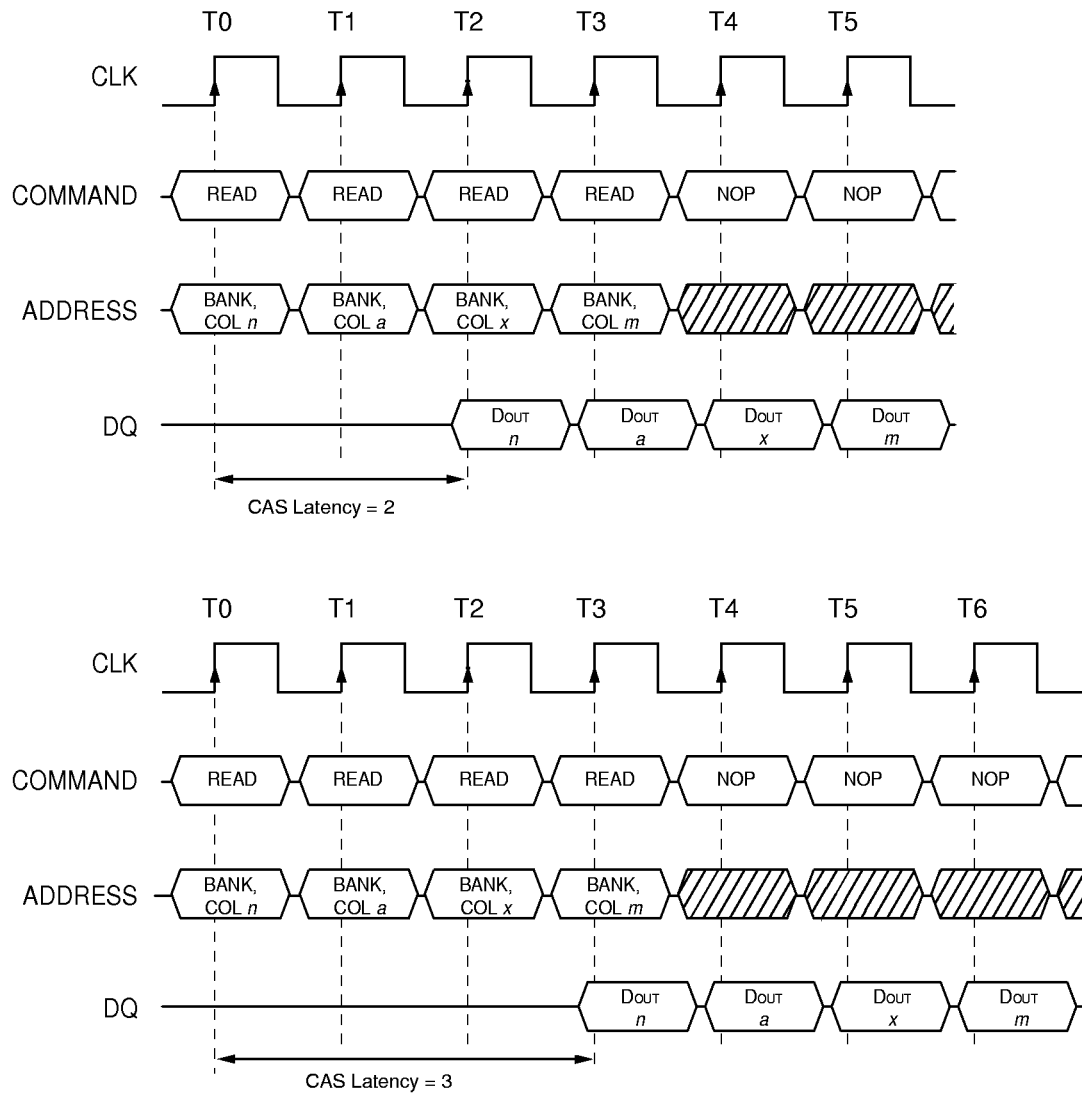 T0 T1 T2 T3 T4 T5
CLK
COMMAND READ READ READ READ NOP NOP
BANK, BANK, BANK, BANK,
ADDRESS COL n COL a COL x COL m
DQ DOUT DOUT DOUT DOUT
n a x m
CAS Latency = 2
T0 T1 T2 T3 T4 T5 T6
CLK
COMMAND READ READ READ READ NOP NOP NOP
BANK, BANK, BANK, BANK,
ADDRESS COL n COL a COL x COL m
DQ DOUT DOUT DOUT DOUT
n a x m
CAS Latency = 3